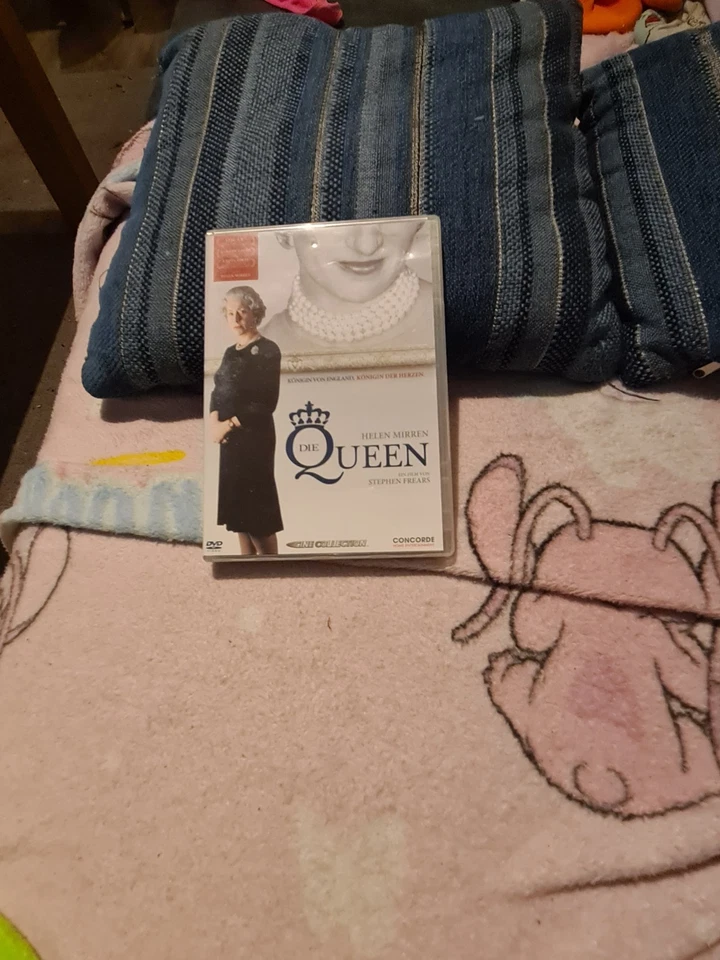 KÖNIGIN VON ENGLAND, KÖNIGIN DER HERZEN
HELEN MIRREN
DIE
QUEEN
EIN FILM VON
STEPHEN FREARS
DVD
CINE COLLECTION
CONCORDE